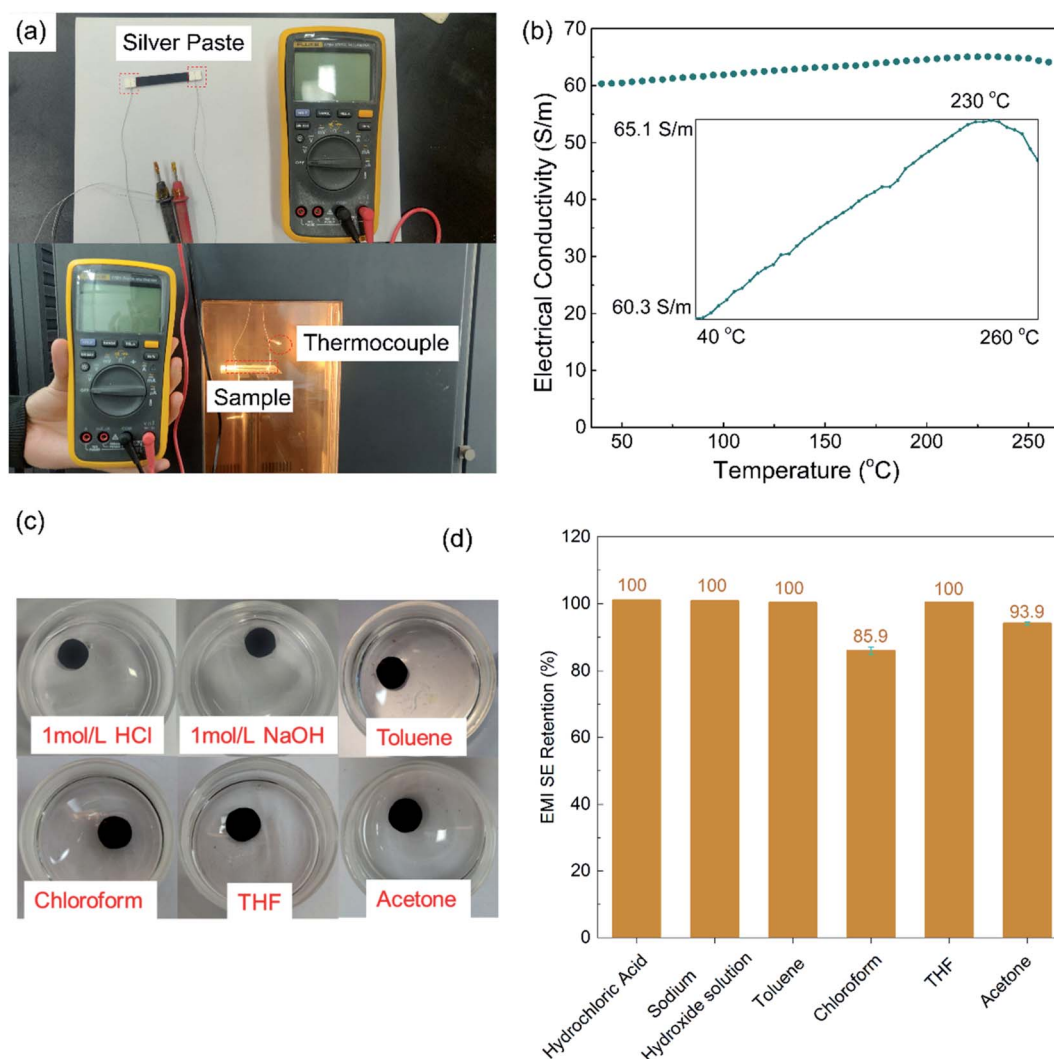 (a)
Silver Paste
FLUKE
Thermocouple
Sample
(b)
70
60
50
40
30
20
10
0
Electrical Conductivity (S/m)
65.1 S/m
230 °C
60.3 S/m
40 °C
260 °C
50
100
150
200
250
Temperature (°C)
(c)
1mol/L HCl
1mol/L NaOH
Toluene
Chloroform
THF
Acetone
(d)
120
100
80
60
40
20
0
EMI SE Retention (%)
100
100
100
85.9
100
93.9
Hydrochloric Acid
Sodium
Hydroxide solution
Toluene
Chloroform
THF
Acetone